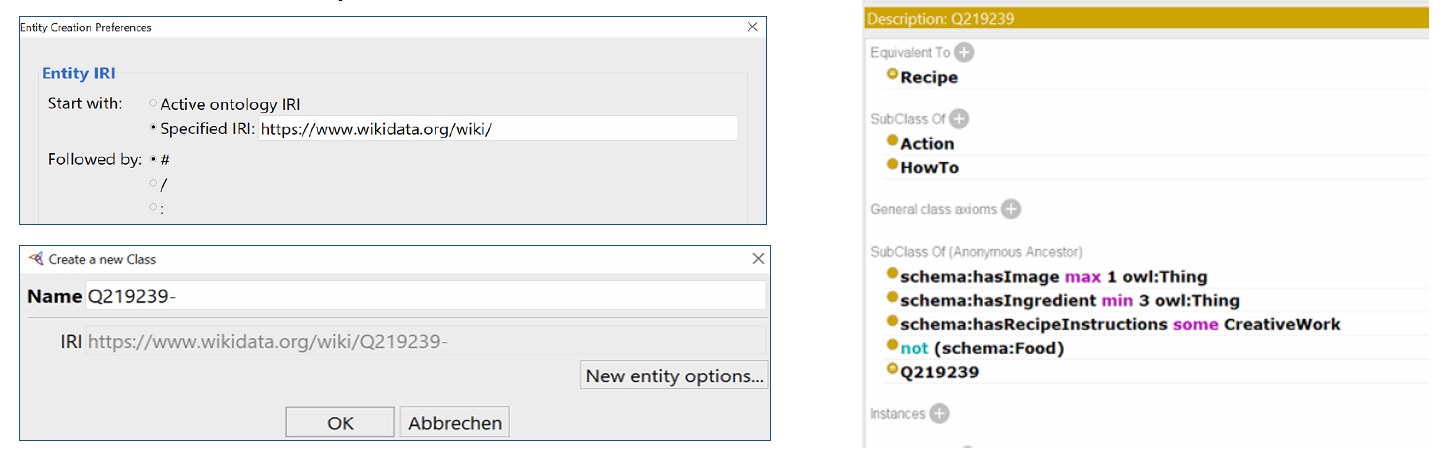 Entity Creation Preferences
Entity IRI
Start with: Active ontology IRI
Specified IRI: https://www.wikidata.org/wiki/
Followed by: #
/
:
Create a new Class
Name Q219239-
IRI https://www.wikidata.org/wiki/Q219239-
New entity options...
OK Abbrechen
Description: Q219239
Equivalent To
Recipe
SubClass Of
Action
HowTo
General class axioms
SubClass Of (Anonymous Ancestor)
schema:hasImage max 1 owl:Thing
schema:hasIngredient min 3 owl:Thing
schema:hasRecipeInstructions some CreativeWork
not (schema:Food)
Q219239
Instances